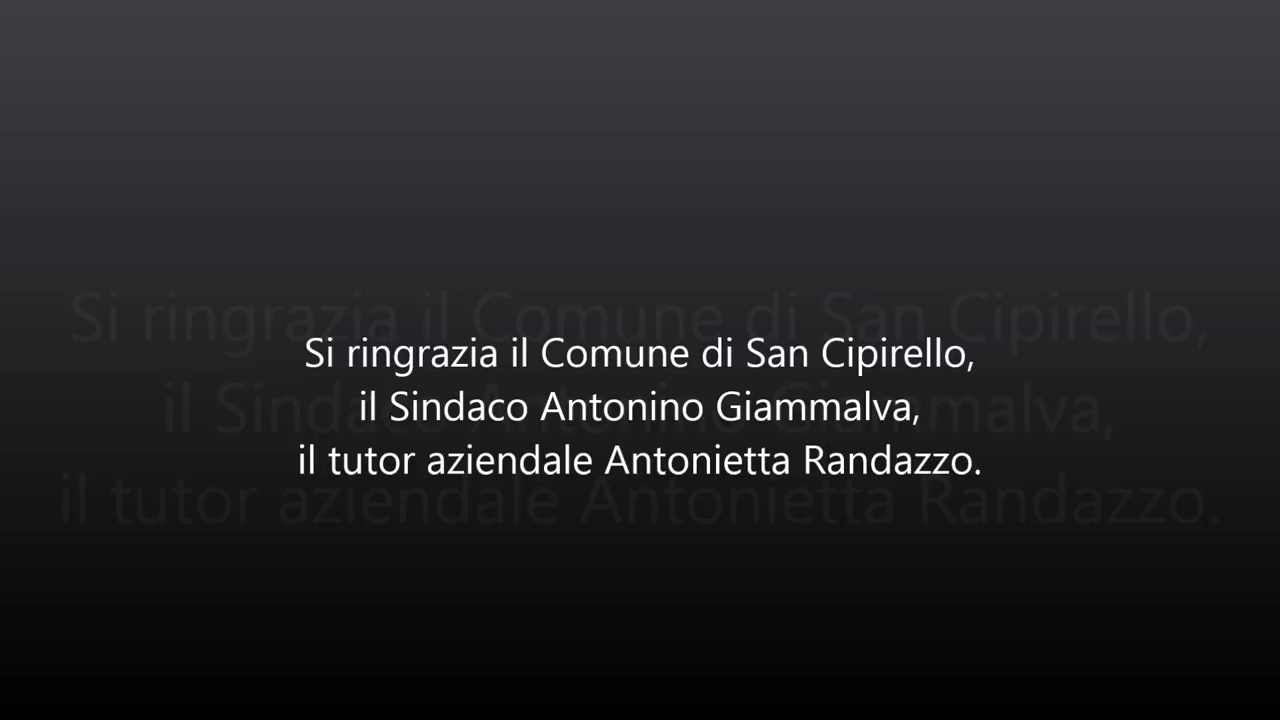 Si ringrazia il Comune di San Cipirello,
il Sindaco Antonino Giammalva,
il tutor aziendale Antonietta Randazzo.